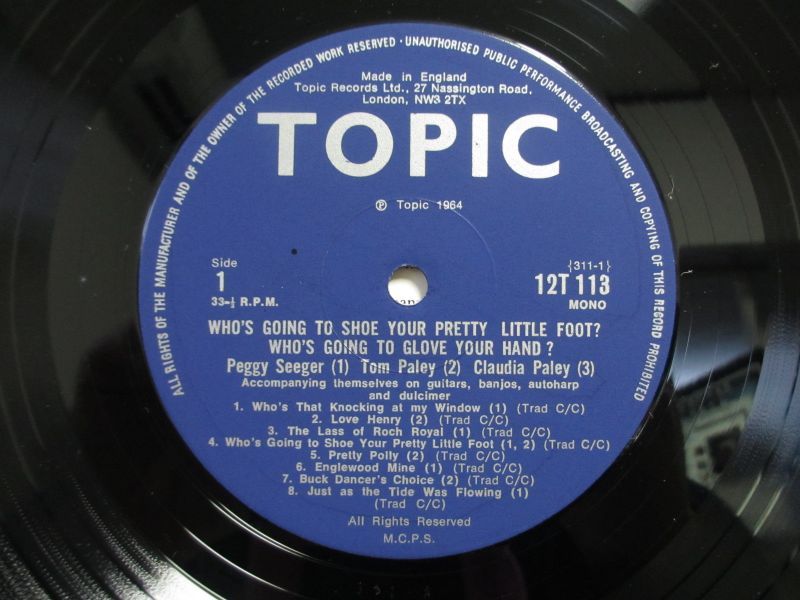 ALL RIGHTS OF THE MANUFACTURER AND OF THE OWNER OF THE RECORDED WORK RESERVED · UNAUTHORISED PUBLIC PERFORMANCE BROADCASTING AND COPYING OF THIS RECORD PROHIBITED
Made in England
Topic Records Ltd., 27 Nassington Road,
London, NW3 2TX
TOPIC
℗ Topic 1964
Side
1
33-⅓ R.P.M.
{311-1}
12T 113
MONO
WHO'S GOING TO SHOE YOUR PRETTY LITTLE FOOT?
WHO'S GOING TO GLOVE YOUR HAND?
Peggy Seeger (1) Tom Paley (2) Claudia Paley (3)
Accompanying themselves on guitars, banjos, autoharp
and dulcimer
1. Who's That Knocking at my Window (1) (Trad C/C)
2. Love Henry (2) (Trad C/C)
3. The Lass of Roch Royal (1) (Trad C/C)
4. Who's Going to Shoe Your Pretty Little Foot (1, 2) (Trad C/C)
5. Pretty Polly (2) (Trad C/C)
6. Englewood Mine (1) (Trad C/C)
7. Buck Dancer's Choice (2) (Trad C/C)
8. Just as the Tide Was Flowing (1)
(Trad C/C)
All Rights Reserved
M.C.P.S.